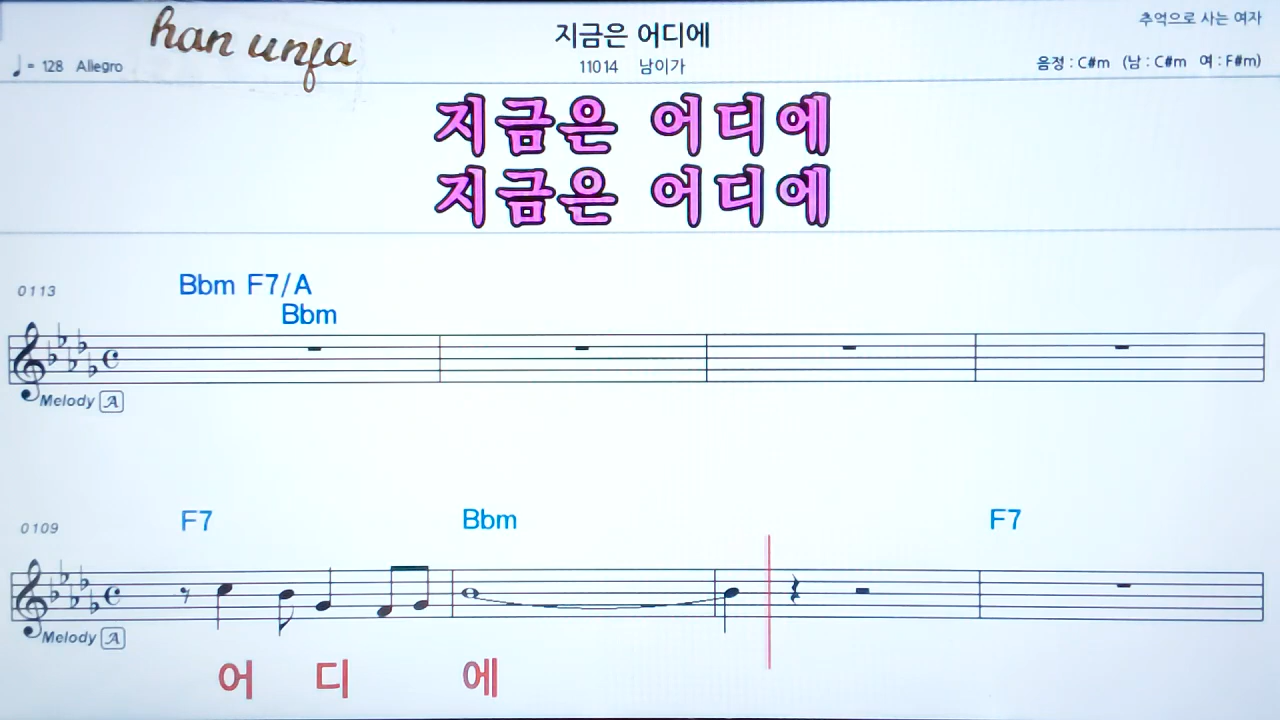 han unfa
지금은 어디에
추억으로 사는 여자
♩= 128 Allegro
11014 남이가
음정 : C#m (남 : C#m 여 : F#m)
지금은 어디에
지금은 어디에
0113
Bbm F7/A
Bbm
Melody A
0109
F7 Bbm F7
Melody A
어 디 에